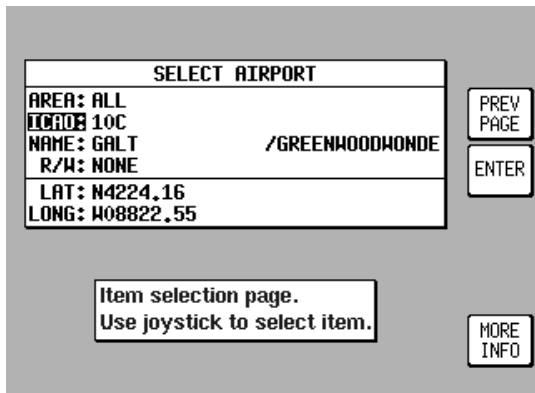 SELECT AIRPORT
AREA: ALL
ICAO: 10C
NAME: GALT /GREENWOODWONDE
R/W: NONE
LAT: N4224.16
LONG: W08822.55
PREV
PAGE
ENTER
Item selection page.
Use joystick to select item.
MORE
INFO